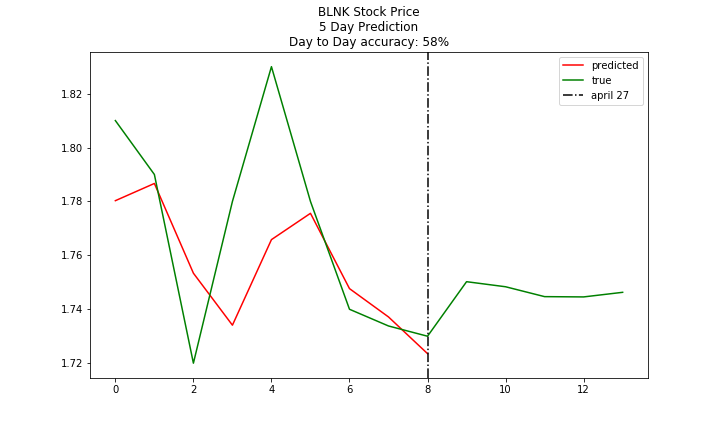 BLNK Stock Price
5 Day Prediction
Day to Day accuracy: 58%
predicted
true
april 27
1.82
1.80
1.78
1.76
1.74
1.72
0 2 4 6 8 10 12